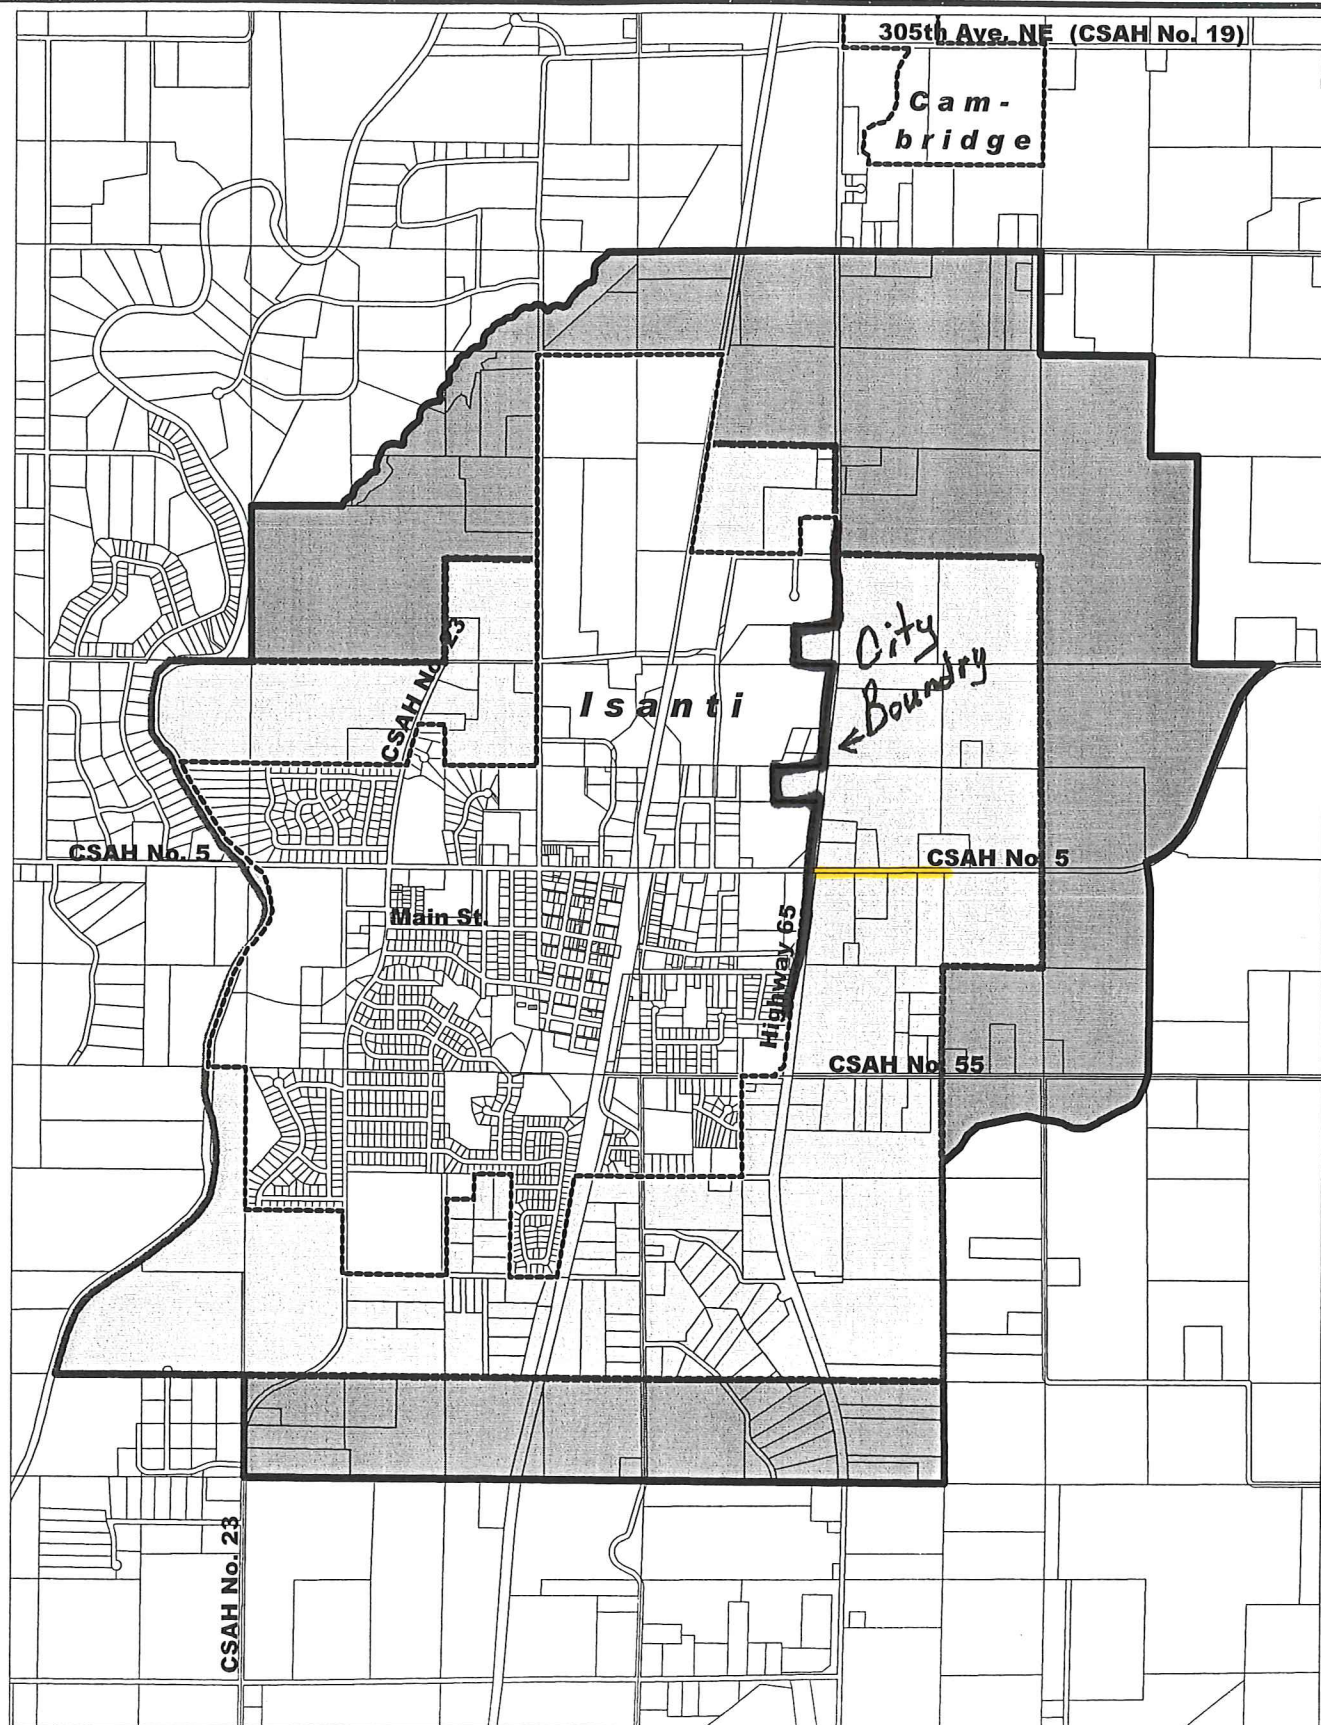 305th Ave. NE (CSAH No. 19)
Cam-
bridge
City
Boundry
CSAH No. 23
Isanti
CSAH No. 5
CSAH No. 5
Main St.
Highway 65
CSAH No. 55
CSAH No. 23